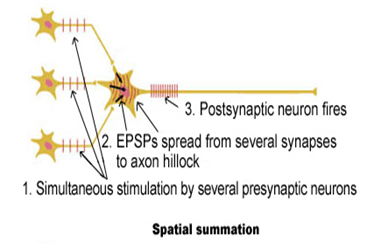 3. Postsynaptic neuron fires
2. EPSPs spread from several synapses
to axon hillock
1. Simultaneous stimulation by several presynaptic neurons
Spatial summation